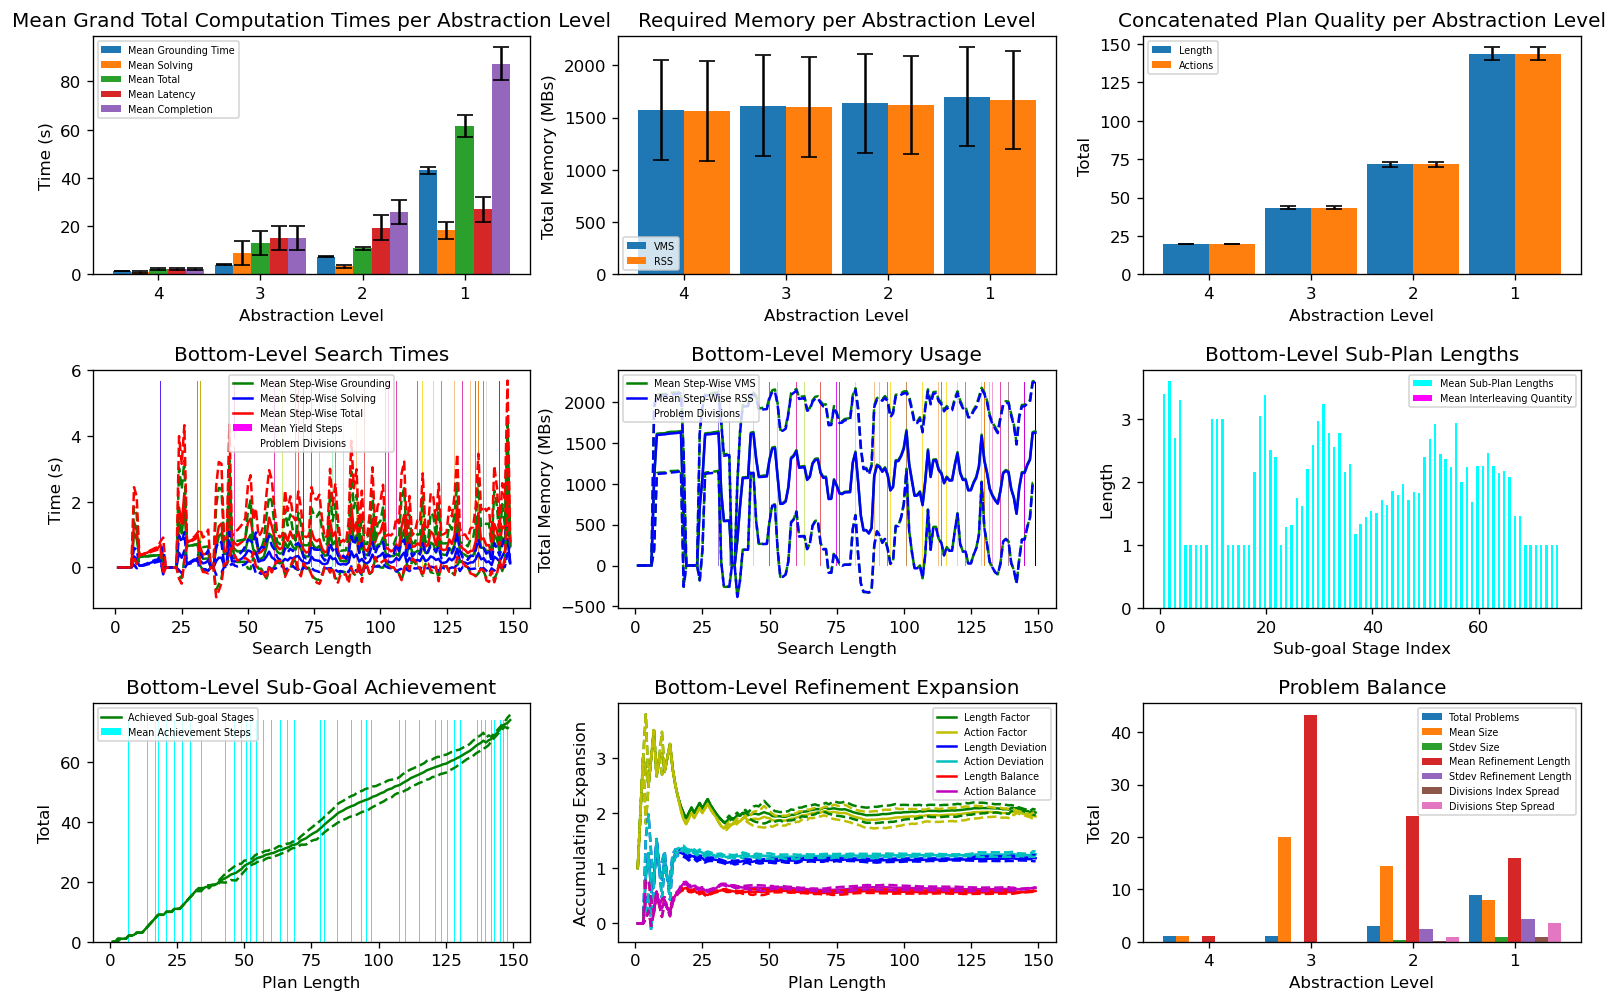 Mean Grand Total Computation Times per Abstraction Level
Mean Grounding Time
Mean Solving
Mean Total
Mean Latency
Mean Completion
Time (s)
80
60
40
20
0
4 3 2 1
Abstraction Level
Required Memory per Abstraction Level
Total Memory (MBs)
2000
1500
1000
500
0
VMS
RSS
4 3 2 1
Abstraction Level
Concatenated Plan Quality per Abstraction Level
Length
Actions
Total
150
125
100
75
50
25
0
4 3 2 1
Abstraction Level
Bottom-Level Search Times
Mean Step-Wise Grounding
Mean Step-Wise Solving
Mean Step-Wise Total
Mean Yield Steps
Problem Divisions
Time (s)
6
4
2
0
0 25 50 75 100 125 150
Search Length
Bottom-Level Memory Usage
Mean Step-Wise VMS
Mean Step-Wise RSS
Problem Divisions
Total Memory (MBs)
2000
1500
1000
500
0
−500
0 25 50 75 100 125 150
Search Length
Bottom-Level Sub-Plan Lengths
Mean Sub-Plan Lengths
Mean Interleaving Quantity
Length
3
2
1
0
0 20 40 60
Sub-goal Stage Index
Bottom-Level Sub-Goal Achievement
Achieved Sub-goal Stages
Mean Achievement Steps
Total
60
40
20
0
0 25 50 75 100 125 150
Plan Length
Bottom-Level Refinement Expansion
Length Factor
Action Factor
Length Deviation
Action Deviation
Length Balance
Action Balance
Accumulating Expansion
3
2
1
0
0 25 50 75 100 125 150
Plan Length
Problem Balance
Total Problems
Mean Size
Stdev Size
Mean Refinement Length
Stdev Refinement Length
Divisions Index Spread
Divisions Step Spread
Total
40
30
20
10
0
4 3 2 1
Abstraction Level